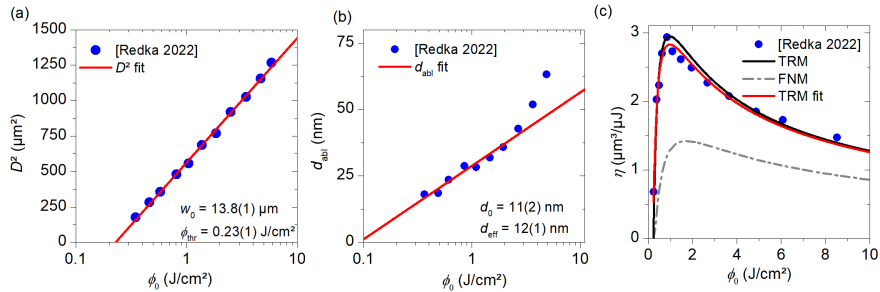 (a)
1500
1250
1000
750
500
250
0
D² (µm²)
[Redka 2022]
D² fit
w₀ = 13.8(1) µm
ϕthr = 0.23(1) J/cm²
0.1
1
10
ϕ₀ (J/cm²)
(b)
75
50
25
0
dabl (nm)
[Redka 2022]
dabl fit
d₀ = 11(2) nm
deff = 12(1) nm
0.1
1
10
ϕ₀ (J/cm²)
(c)
3
2
1
0
η (µm³/µJ)
[Redka 2022]
TRM
FNM
TRM fit
0
2
4
6
8
10
ϕ₀ (J/cm²)